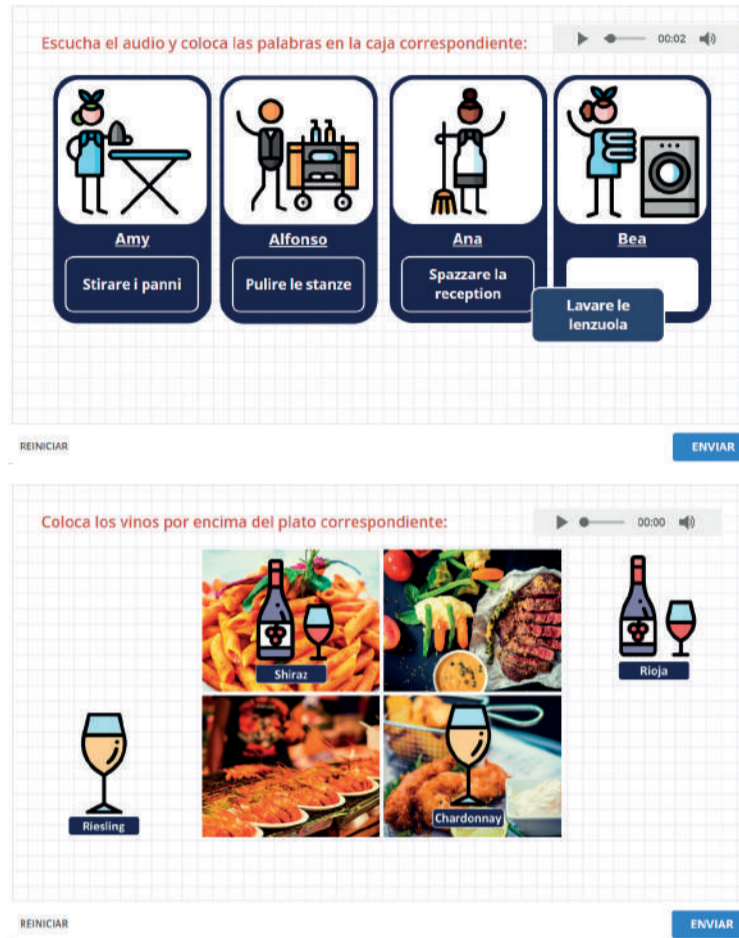 Escucha el audio y coloca las palabras en la caja correspondiente:
00:02
Amy
Alfonso
Ana
Bea
Stirare i panni
Pulire le stanze
Spazzare la
reception
Lavare le
lenzuola
REINICIAR
ENVIAR
Coloca los vinos por encima del plato correspondiente:
00:00
Shiraz
Rioja
Riesling
Chardonnay
REINICIAR
ENVIAR